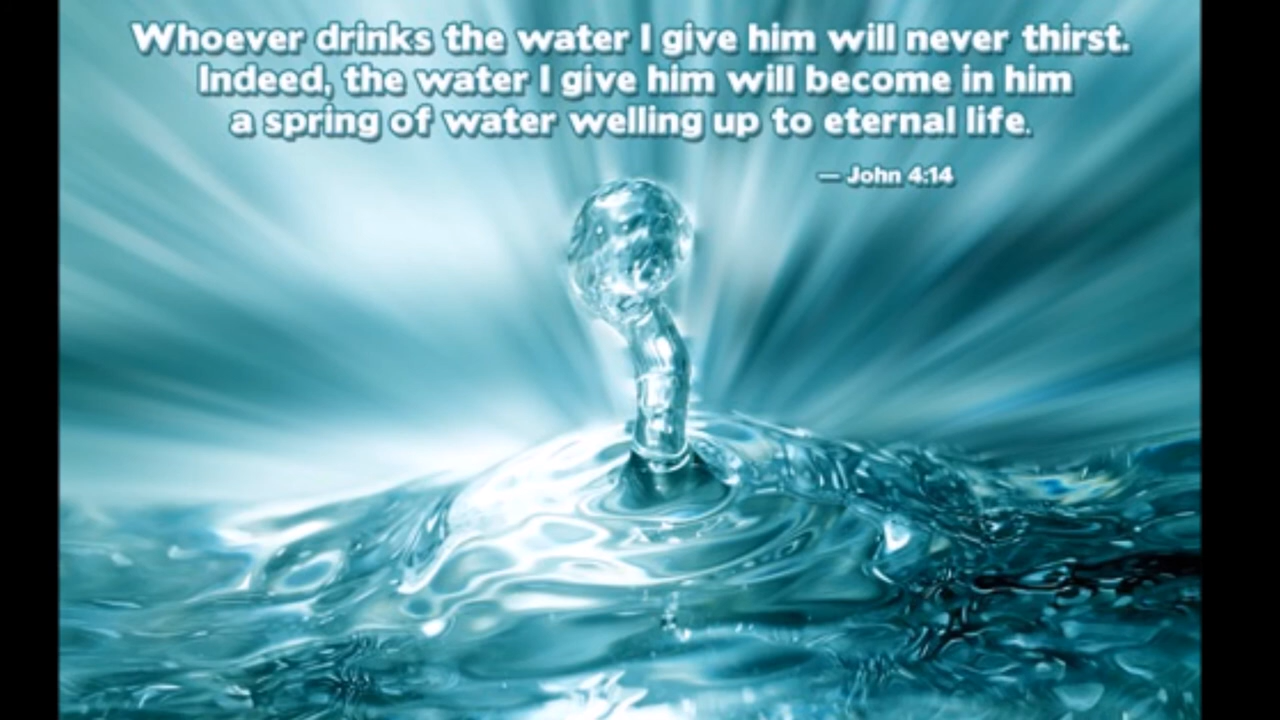 Whoever drinks the water I give him will never thirst.
Indeed, the water I give him will become in him
a spring of water welling up to eternal life.
— John 4:14